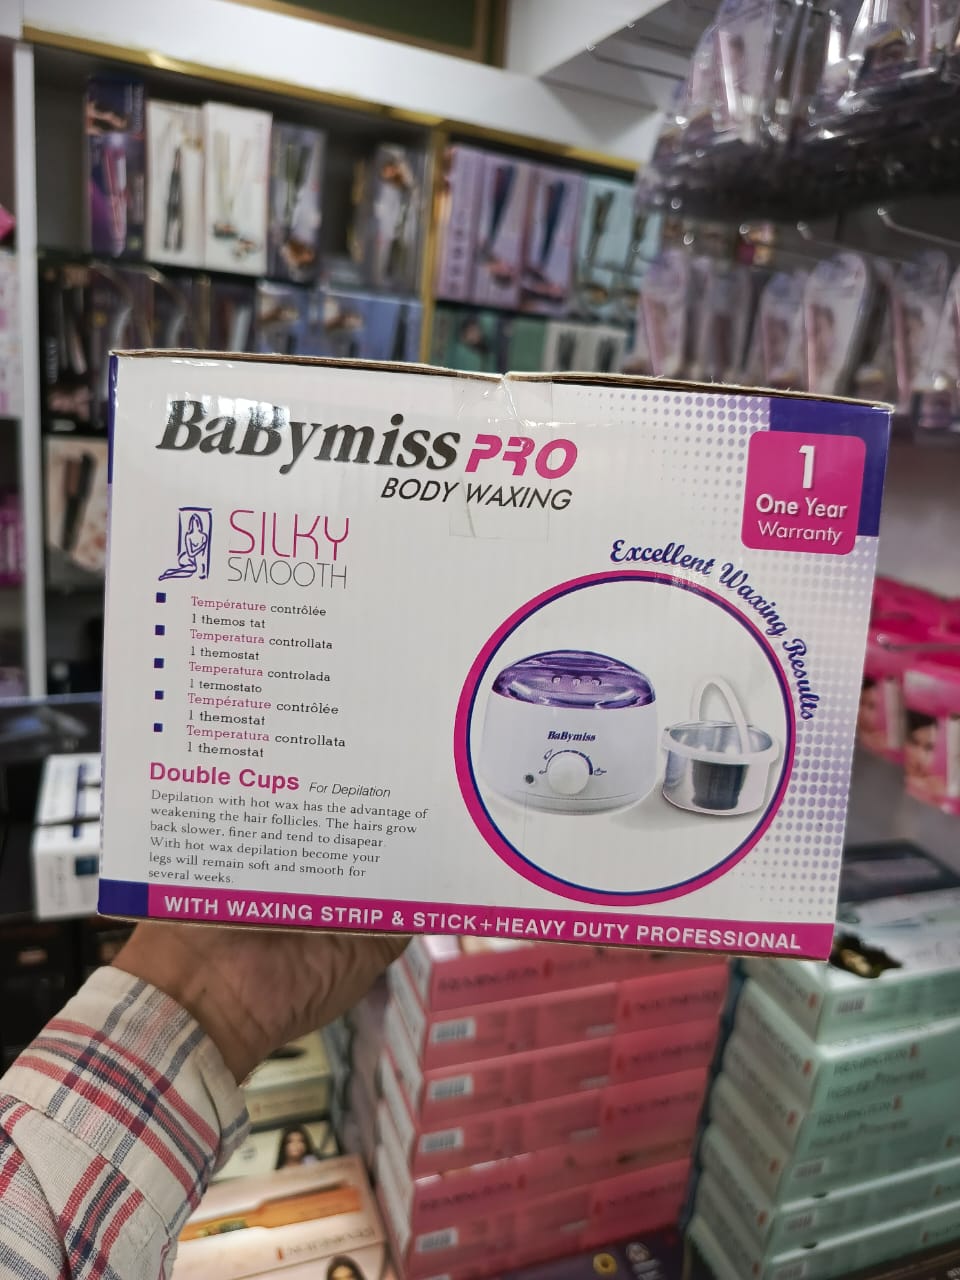 BaBymiss PRO
BODY WAXING
1
One Year
Warranty
SILKY
SMOOTH
Excellent Waxing Results
Température contrôlée
1 themos tat
Temperatura controllata
1 themostat
Temperatura controlada
1 termostato
Température contrôlée
1 themostat
Temperatura controllata
1 themostat
BaBymiss
Double Cups For Depilation
Depilation with hot wax has the advantage of
weakening the hair follicles. The hairs grow
back slower, finer and tend to disapear.
With hot wax depilation become your
legs will remain soft and smooth for
several weeks.
WITH WAXING STRIP & STICK+HEAVY DUTY PROFESSIONAL
REMINGTON
REMINGTON